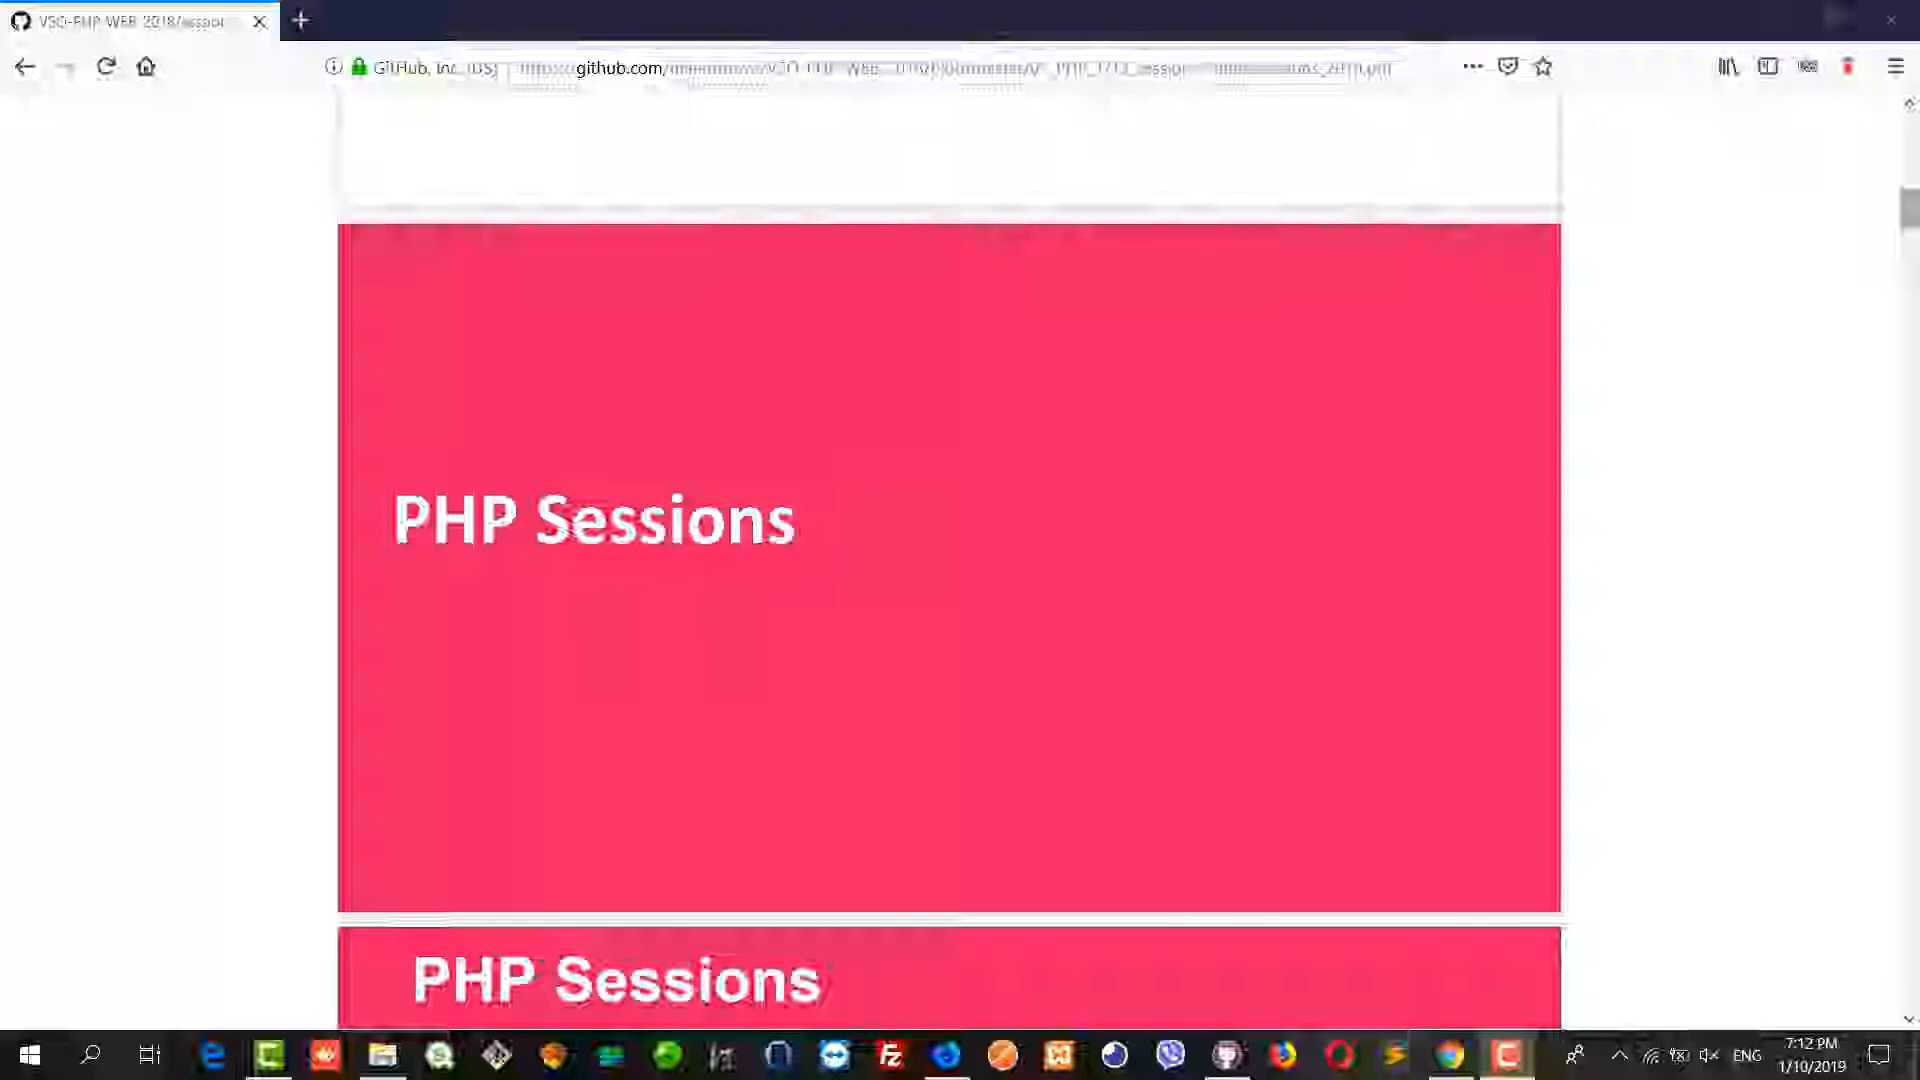 GitHub, Inc. (US)
github.com
PHP Sessions
PHP Sessions
ENG
7:12 PM
1/10/2019